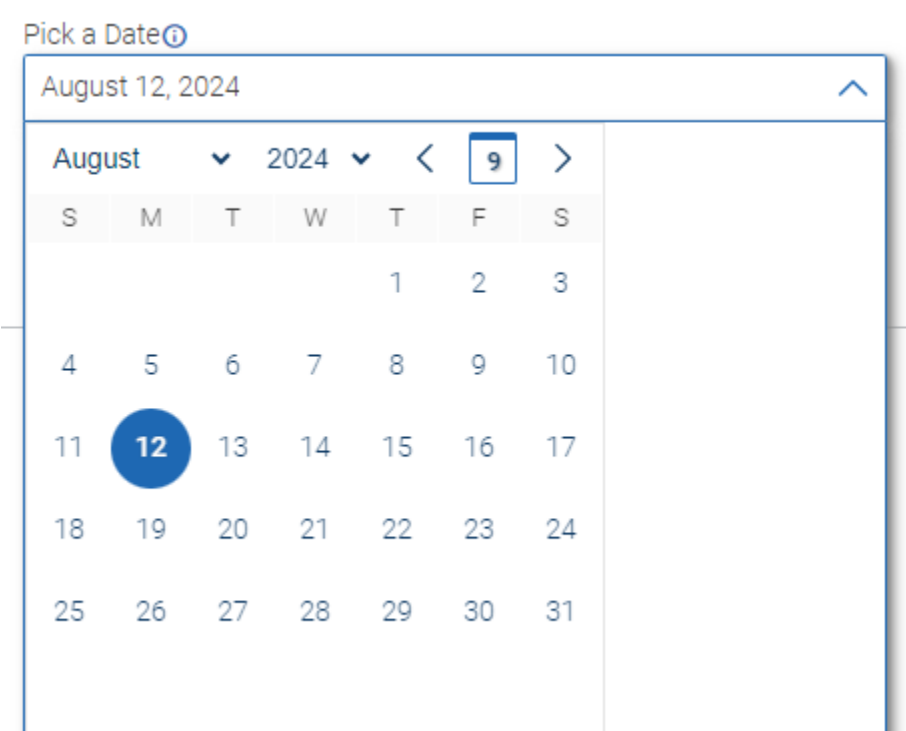 Pick a Date
August 12, 2024
August 2024 9
S M T W T F S
1 2 3
4 5 6 7 8 9 10
11 12 13 14 15 16 17
18 19 20 21 22 23 24
25 26 27 28 29 30 31